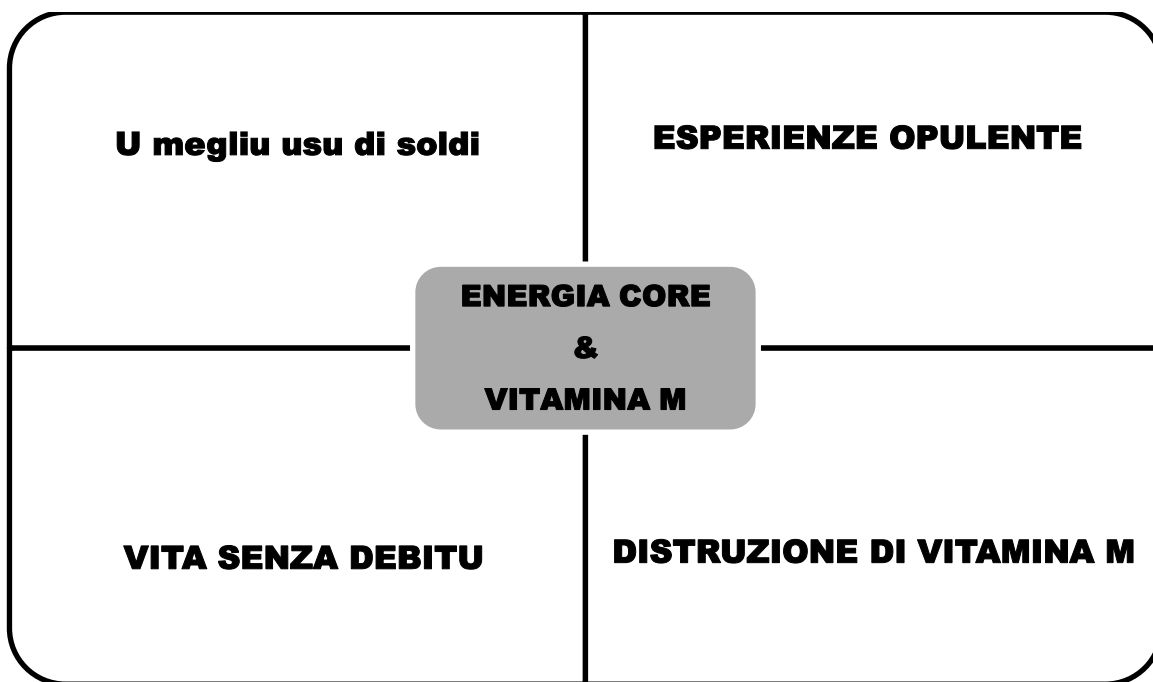 U megliu usu di soldi
ESPERIENZE OPULENTE
ENERGIA CORE
&
VITAMINA M
VITA SENZA DEBITU
DISTRUZIONE DI VITAMINA M